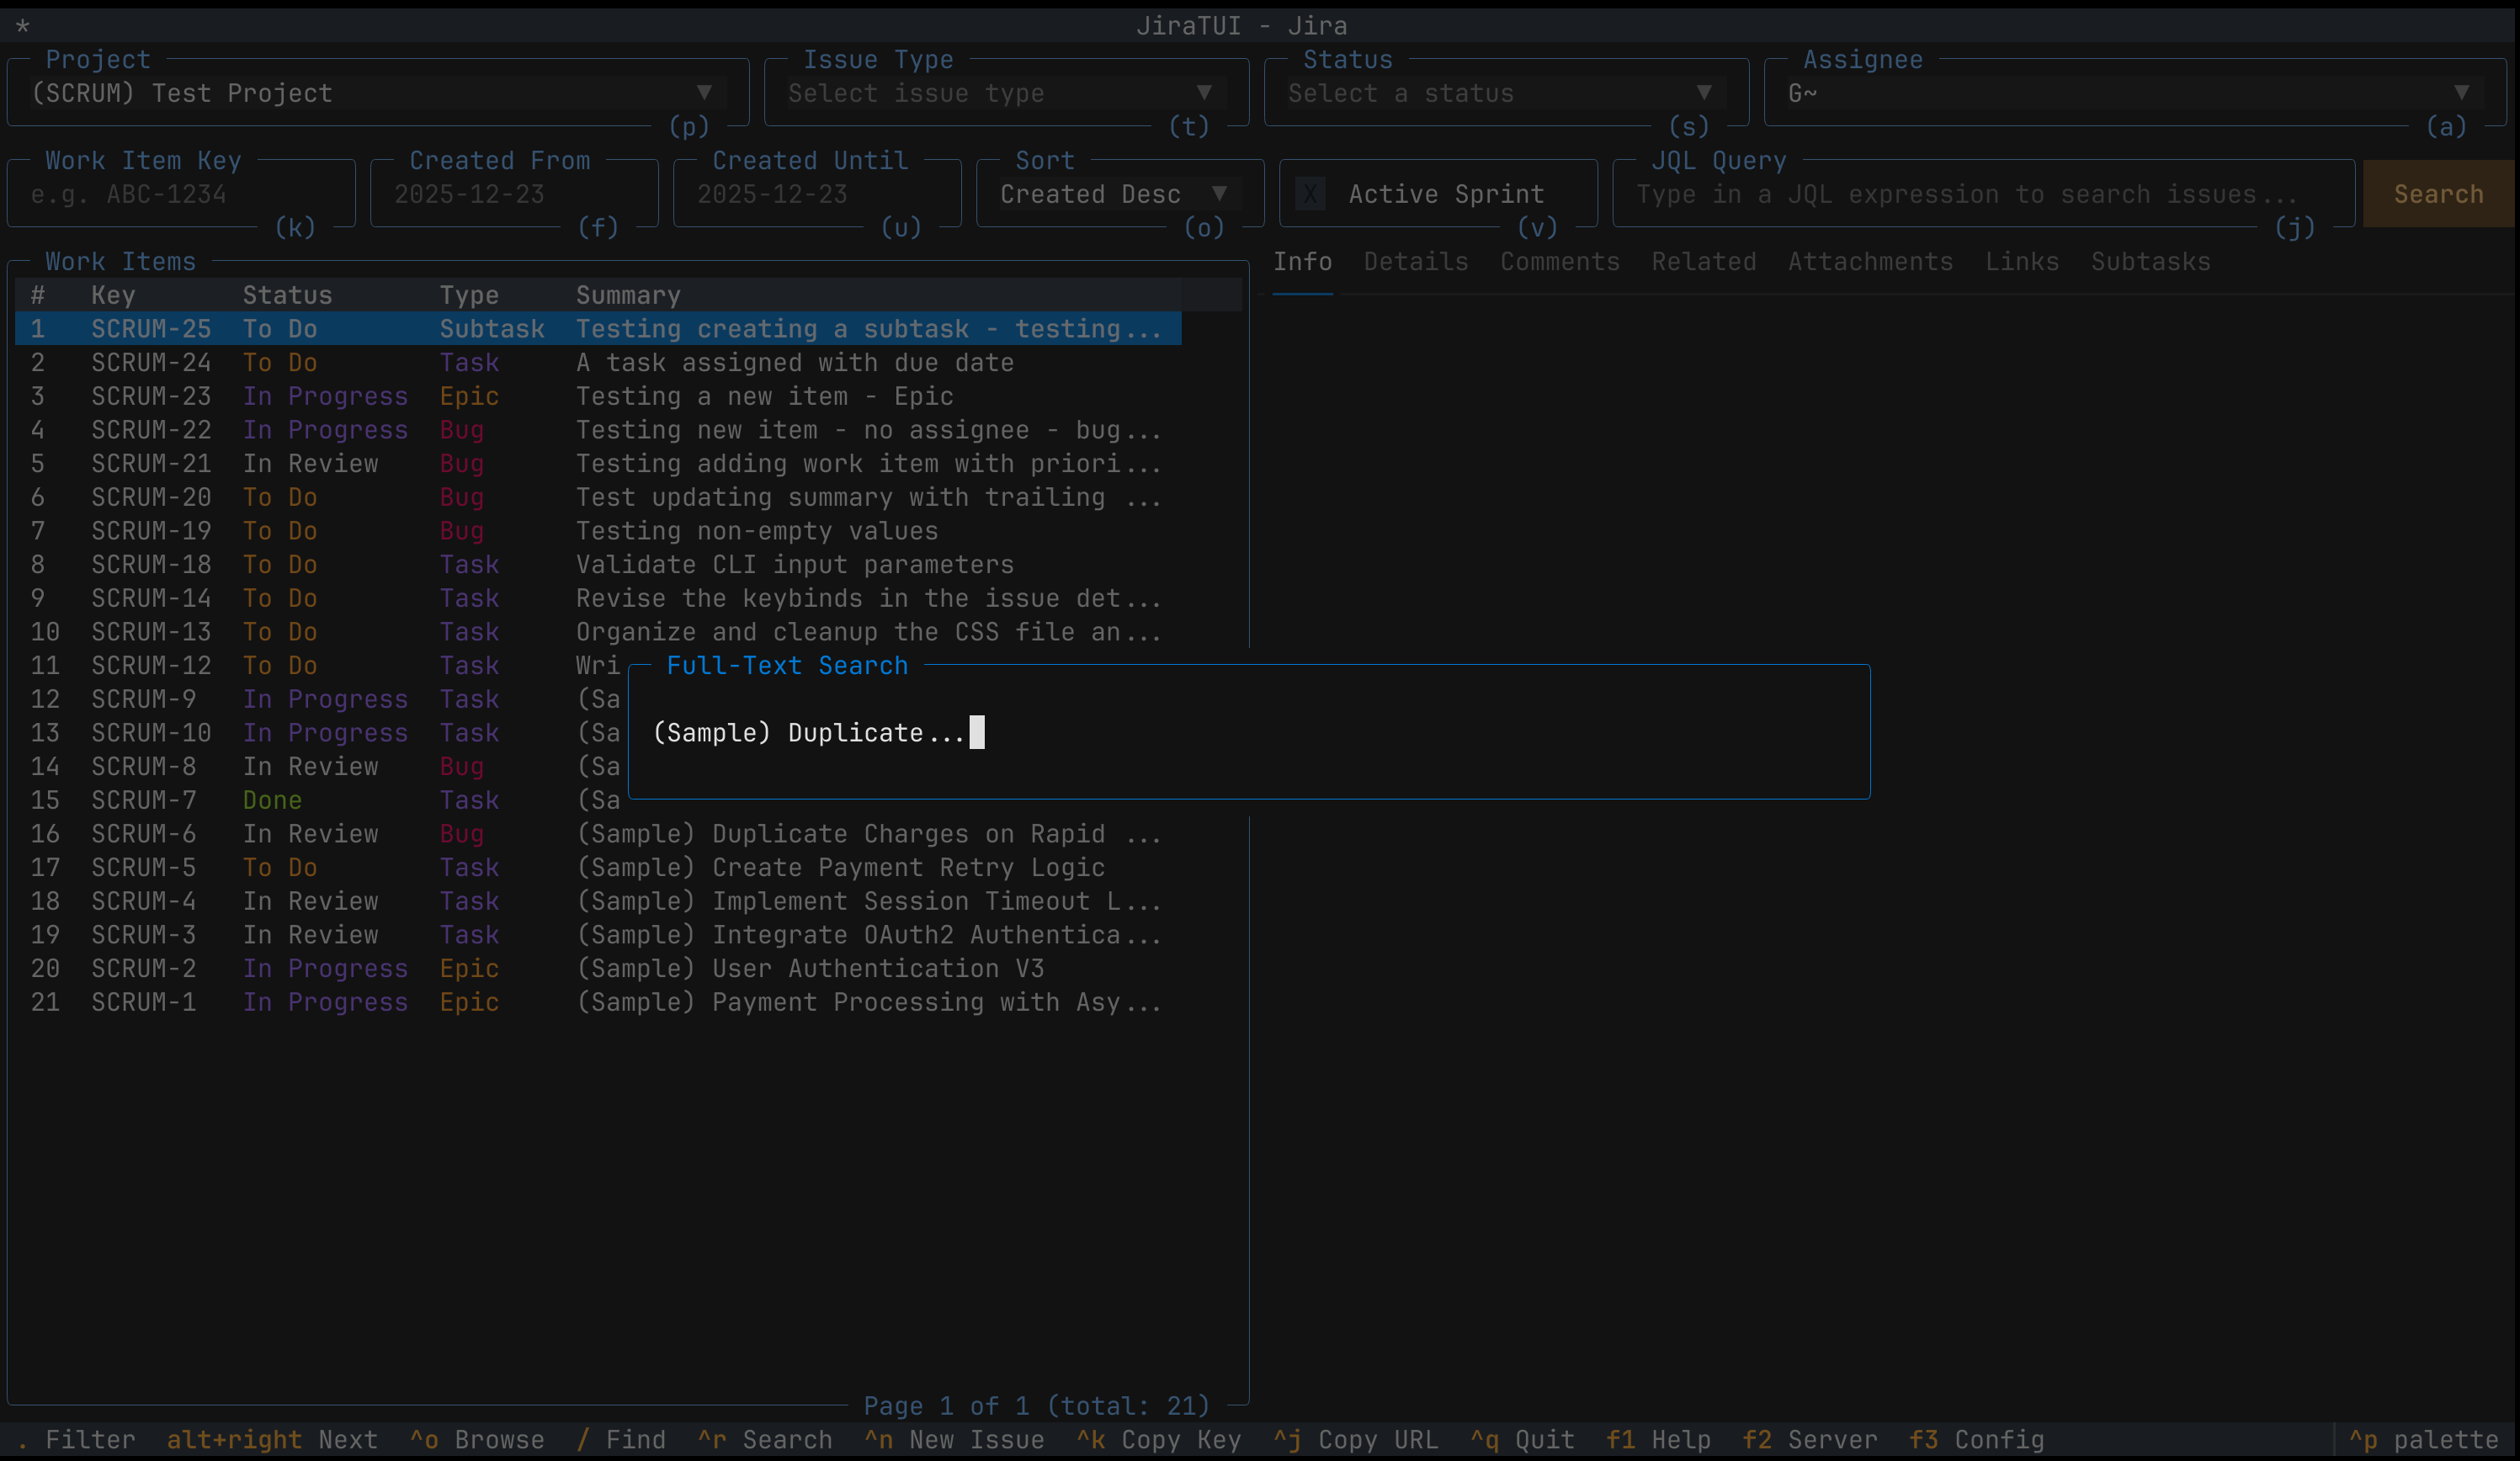 * JiraTUI - Jira
Project Issue Type Status Assignee
(SCRUM) Test Project ▼ Select issue type ▼ Select a status ▼ G~ ▼
(p) (t) (s) (a)
Work Item Key Created From Created Until Sort JQL Query
e.g. ABC-1234 2025-12-23 2025-12-23 Created Desc ▼ X Active Sprint Type in a JQL expression to search issues... Search
(k) (f) (u) (o) (v) (j)
Work Items
Info Details Comments Related Attachments Links Subtasks
# Key Status Type Summary
1 SCRUM-25 To Do Subtask Testing creating a subtask - testing...
2 SCRUM-24 To Do Task A task assigned with due date
3 SCRUM-23 In Progress Epic Testing a new item - Epic
4 SCRUM-22 In Progress Bug Testing new item - no assignee - bug...
5 SCRUM-21 In Review Bug Testing adding work item with priori...
6 SCRUM-20 To Do Bug Test updating summary with trailing ...
7 SCRUM-19 To Do Bug Testing non-empty values
8 SCRUM-18 To Do Task Validate CLI input parameters
9 SCRUM-14 To Do Task Revise the keybinds in the issue det...
10 SCRUM-13 To Do Task Organize and cleanup the CSS file an...
11 SCRUM-12 To Do Task Wri
12 SCRUM-9 In Progress Task (Sa
13 SCRUM-10 In Progress Task (Sa
14 SCRUM-8 In Review Bug (Sa
15 SCRUM-7 Done Task (Sa
Full-Text Search
(Sample) Duplicate...
16 SCRUM-6 In Review Bug (Sample) Duplicate Charges on Rapid ...
17 SCRUM-5 To Do Task (Sample) Create Payment Retry Logic
18 SCRUM-4 In Review Task (Sample) Implement Session Timeout L...
19 SCRUM-3 In Review Task (Sample) Integrate OAuth2 Authentica...
20 SCRUM-2 In Progress Epic (Sample) User Authentication V3
21 SCRUM-1 In Progress Epic (Sample) Payment Processing with Asy...
Page 1 of 1 (total: 21)
. Filter alt+right Next ^o Browse / Find ^r Search ^n New Issue ^k Copy Key ^j Copy URL ^q Quit f1 Help f2 Server f3 Config ^p palette